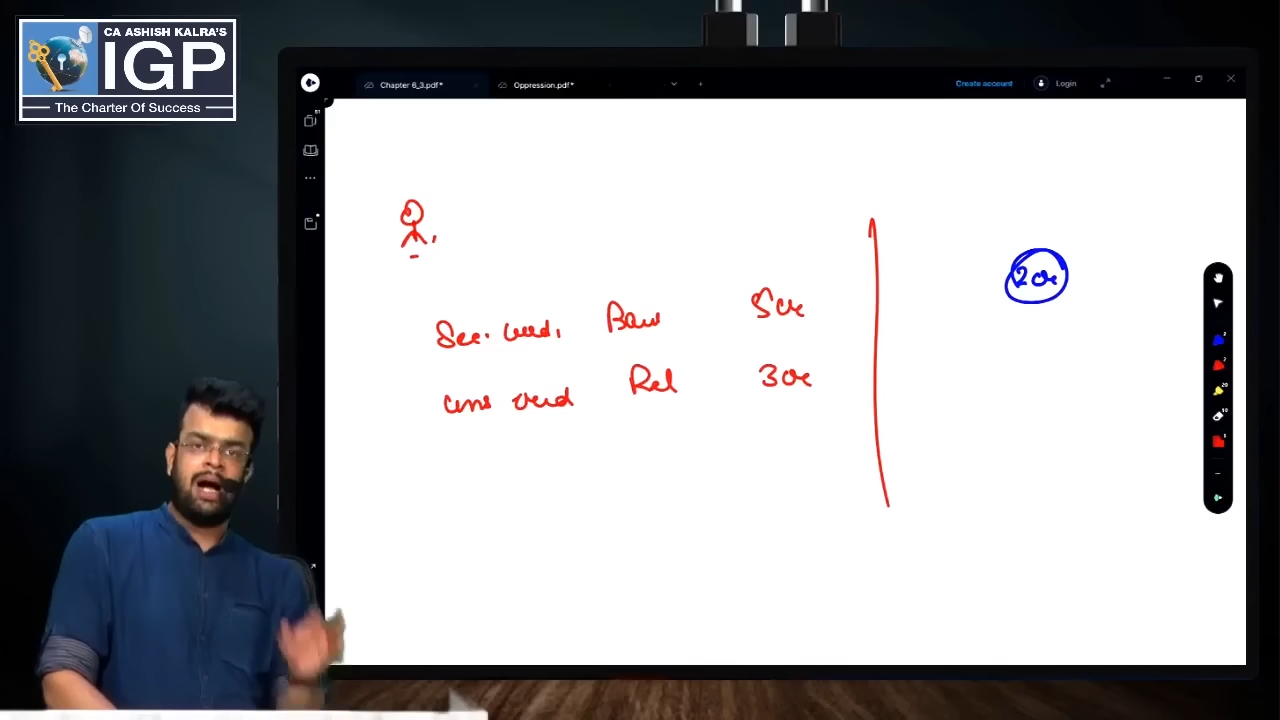 CA ASHISH KALRA'S
IGP
The Charter Of Success
Chapter 6_3.pdf*
Oppression.pdf*
Create account
Login
2cr
Sec. cred. Bank 5cr
uns cred Rel 3cr